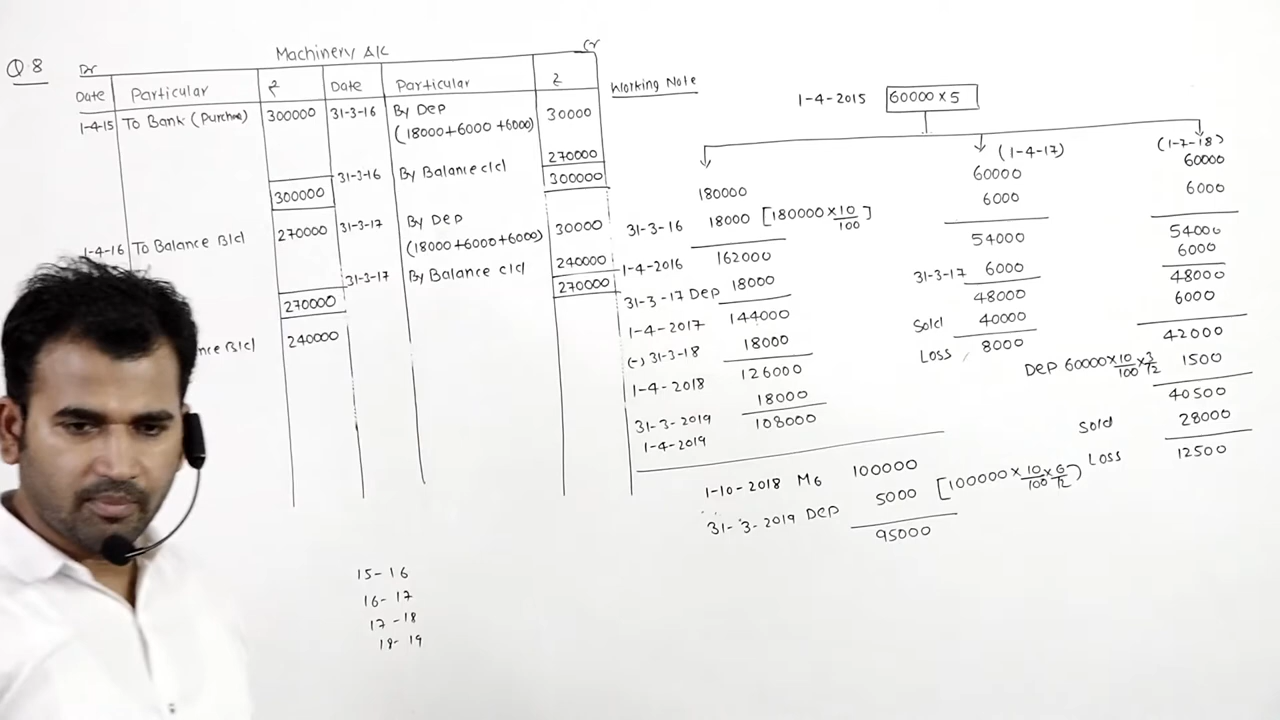 Q.8
Machinery A/c
Dr
Cr
Date Particular ₹ Date Particular ₹
1-4-15 To Bank (Purchase) 300000 31-3-16 By Dep 30000
(18000+6000+6000)
270000
31-3-16 By Balance c/d
300000 300000
1-4-16 To Balance B/d 270000 31-3-17 By Dep 30000
(18000+6000+6000)
31-3-17 By Balance c/d 240000
270000 270000
B/d 240000
15-16
16-17
17-18
18-19
Working Note
1-4-2015 60000×5
180000
31-3-16 18000 [180000×10/100]
1-4-2016 162000
31-3-17 Dep 18000
1-4-2017 144000
(-) 31-3-18 18000
1-4-2018 126000
31-3-2019 18000
1-4-2019 108000
(1-4-17)
60000
6000
54000
31-3-17 6000
48000
Sold 40000
Loss 8000
(1-7-18)
60000
6000
54000
6000
48000
6000
42000
Dep 60000×10/100×3/12 1500
40500
Sold 28000
Loss 12500
1-10-2018 M6 100000
31-3-2019 Dep 5000 [100000×10/100×6/12)
95000